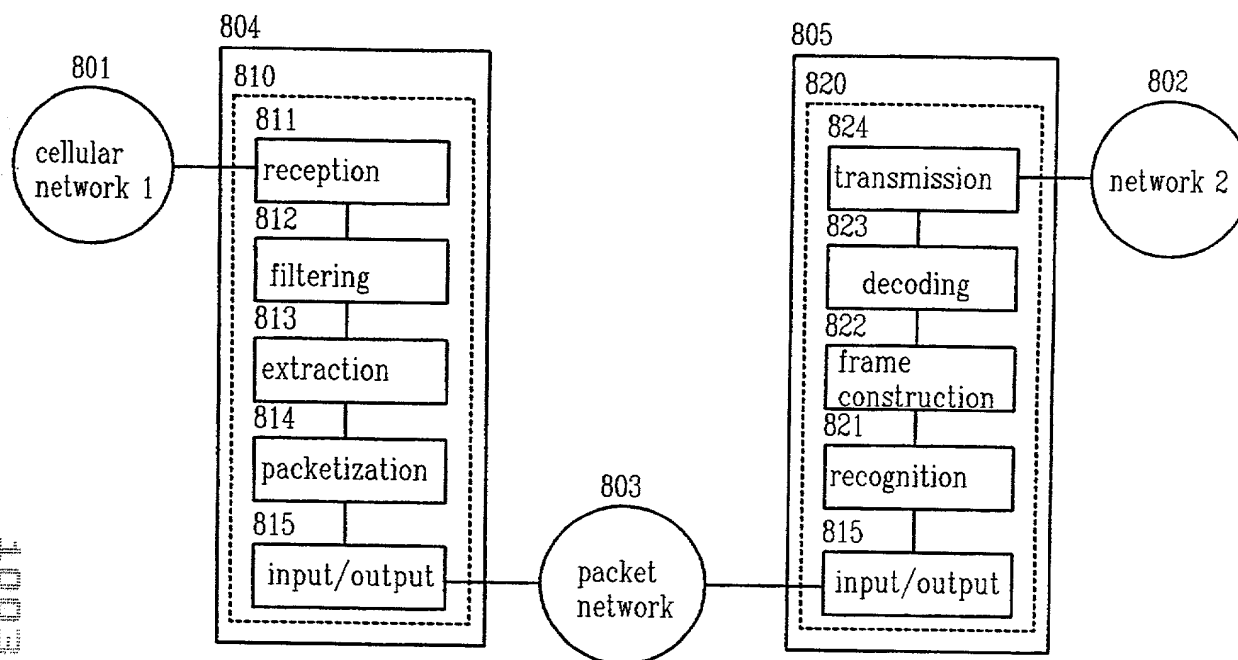 804
805
801
810
820
802
811
824
cellular
network 1
reception
transmission
network 2
812
823
filtering
decoding
813
822
extraction
frame
construction
814
821
packetization
recognition
803
815
815
input/output
packet
network
input/output